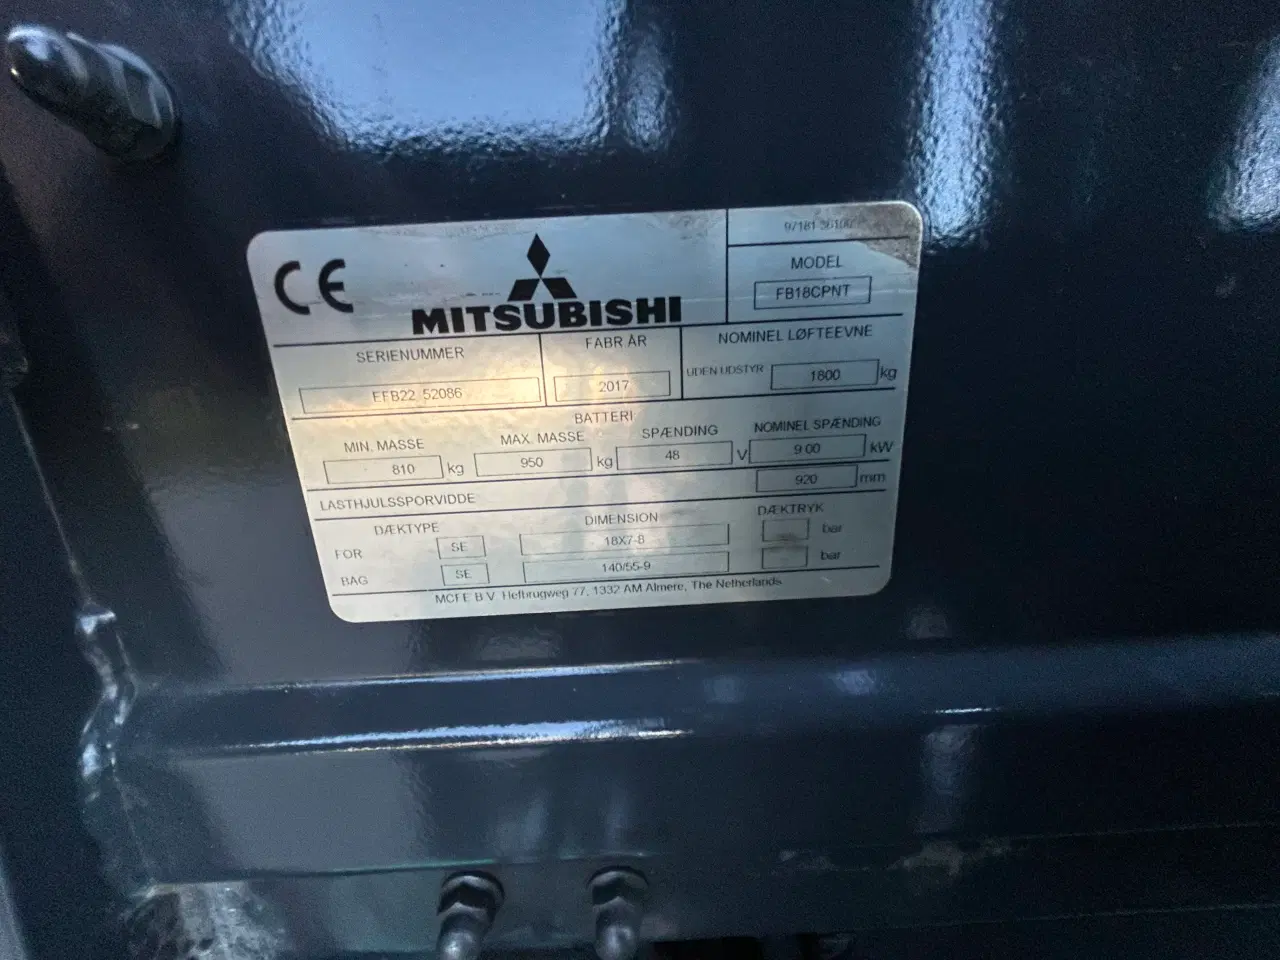 CE
MITSUBISHI
97181-36100
MODEL
FB18CPNT
SERIENUMMER
FABR ÅR
NOMINEL LØFTEEVNE
EFB22 52086
2017
UDEN UDSTYR 1800 kg
BATTERI
MIN. MASSE MAX. MASSE SPÆNDING NOMINEL SPÆNDING
810 kg 950 kg 48 V 9.00 kW
LASTHJULSSPORVIDDE 920 mm
DÆKTYPE DIMENSION DÆKTRYK
FOR SE 18X7-8 bar
BAG SE 140/55-9 bar
MCFE B.V. Hefbrugweg 77, 1332 AM Almere, The Netherlands